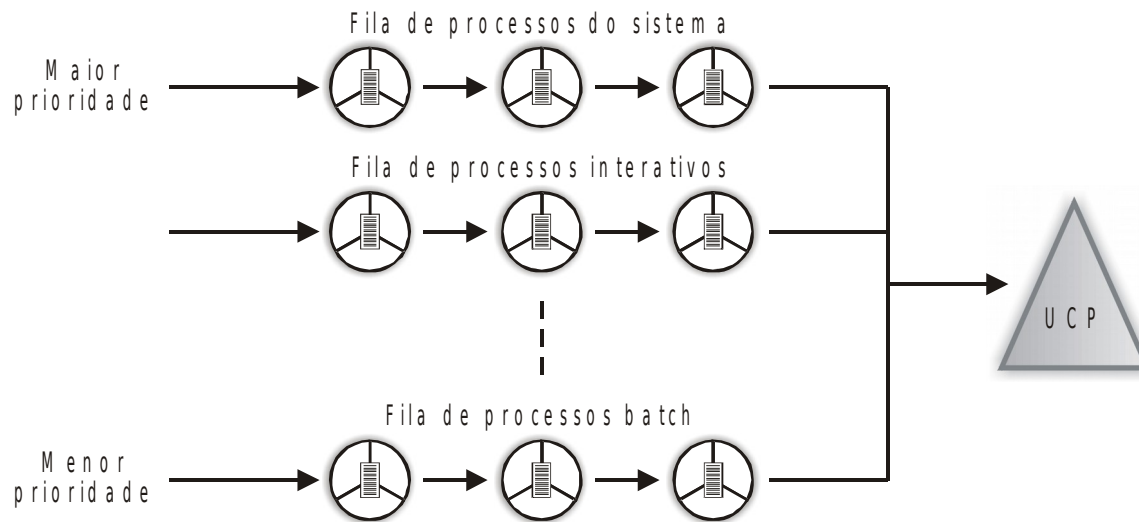 Fila de processos do sistema
Maior
prioridade
Fila de processos interativos
UCP
Fila de processos batch
Menor
prioridade